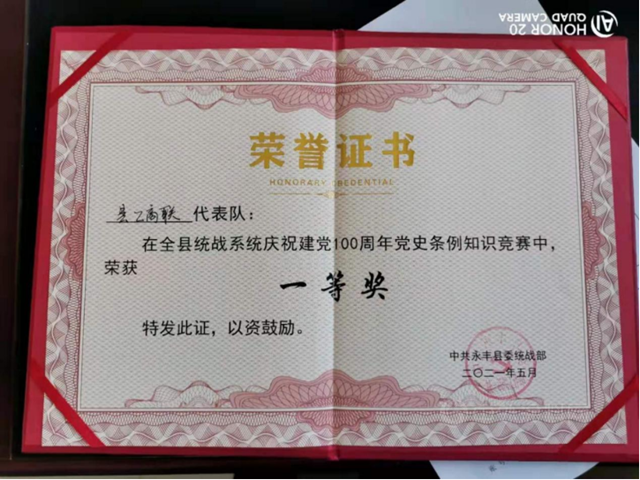 HONOR 20
QUAD CAMERA
AI
荣誉证书
HONORARY CREDENTIAL
县工商联 代表队：
在全县统战系统庆祝建党100周年党史条例知识竞赛中，
荣获
一等奖
特发此证，以资鼓励。
中共永丰县委统战部
二〇二一年五月